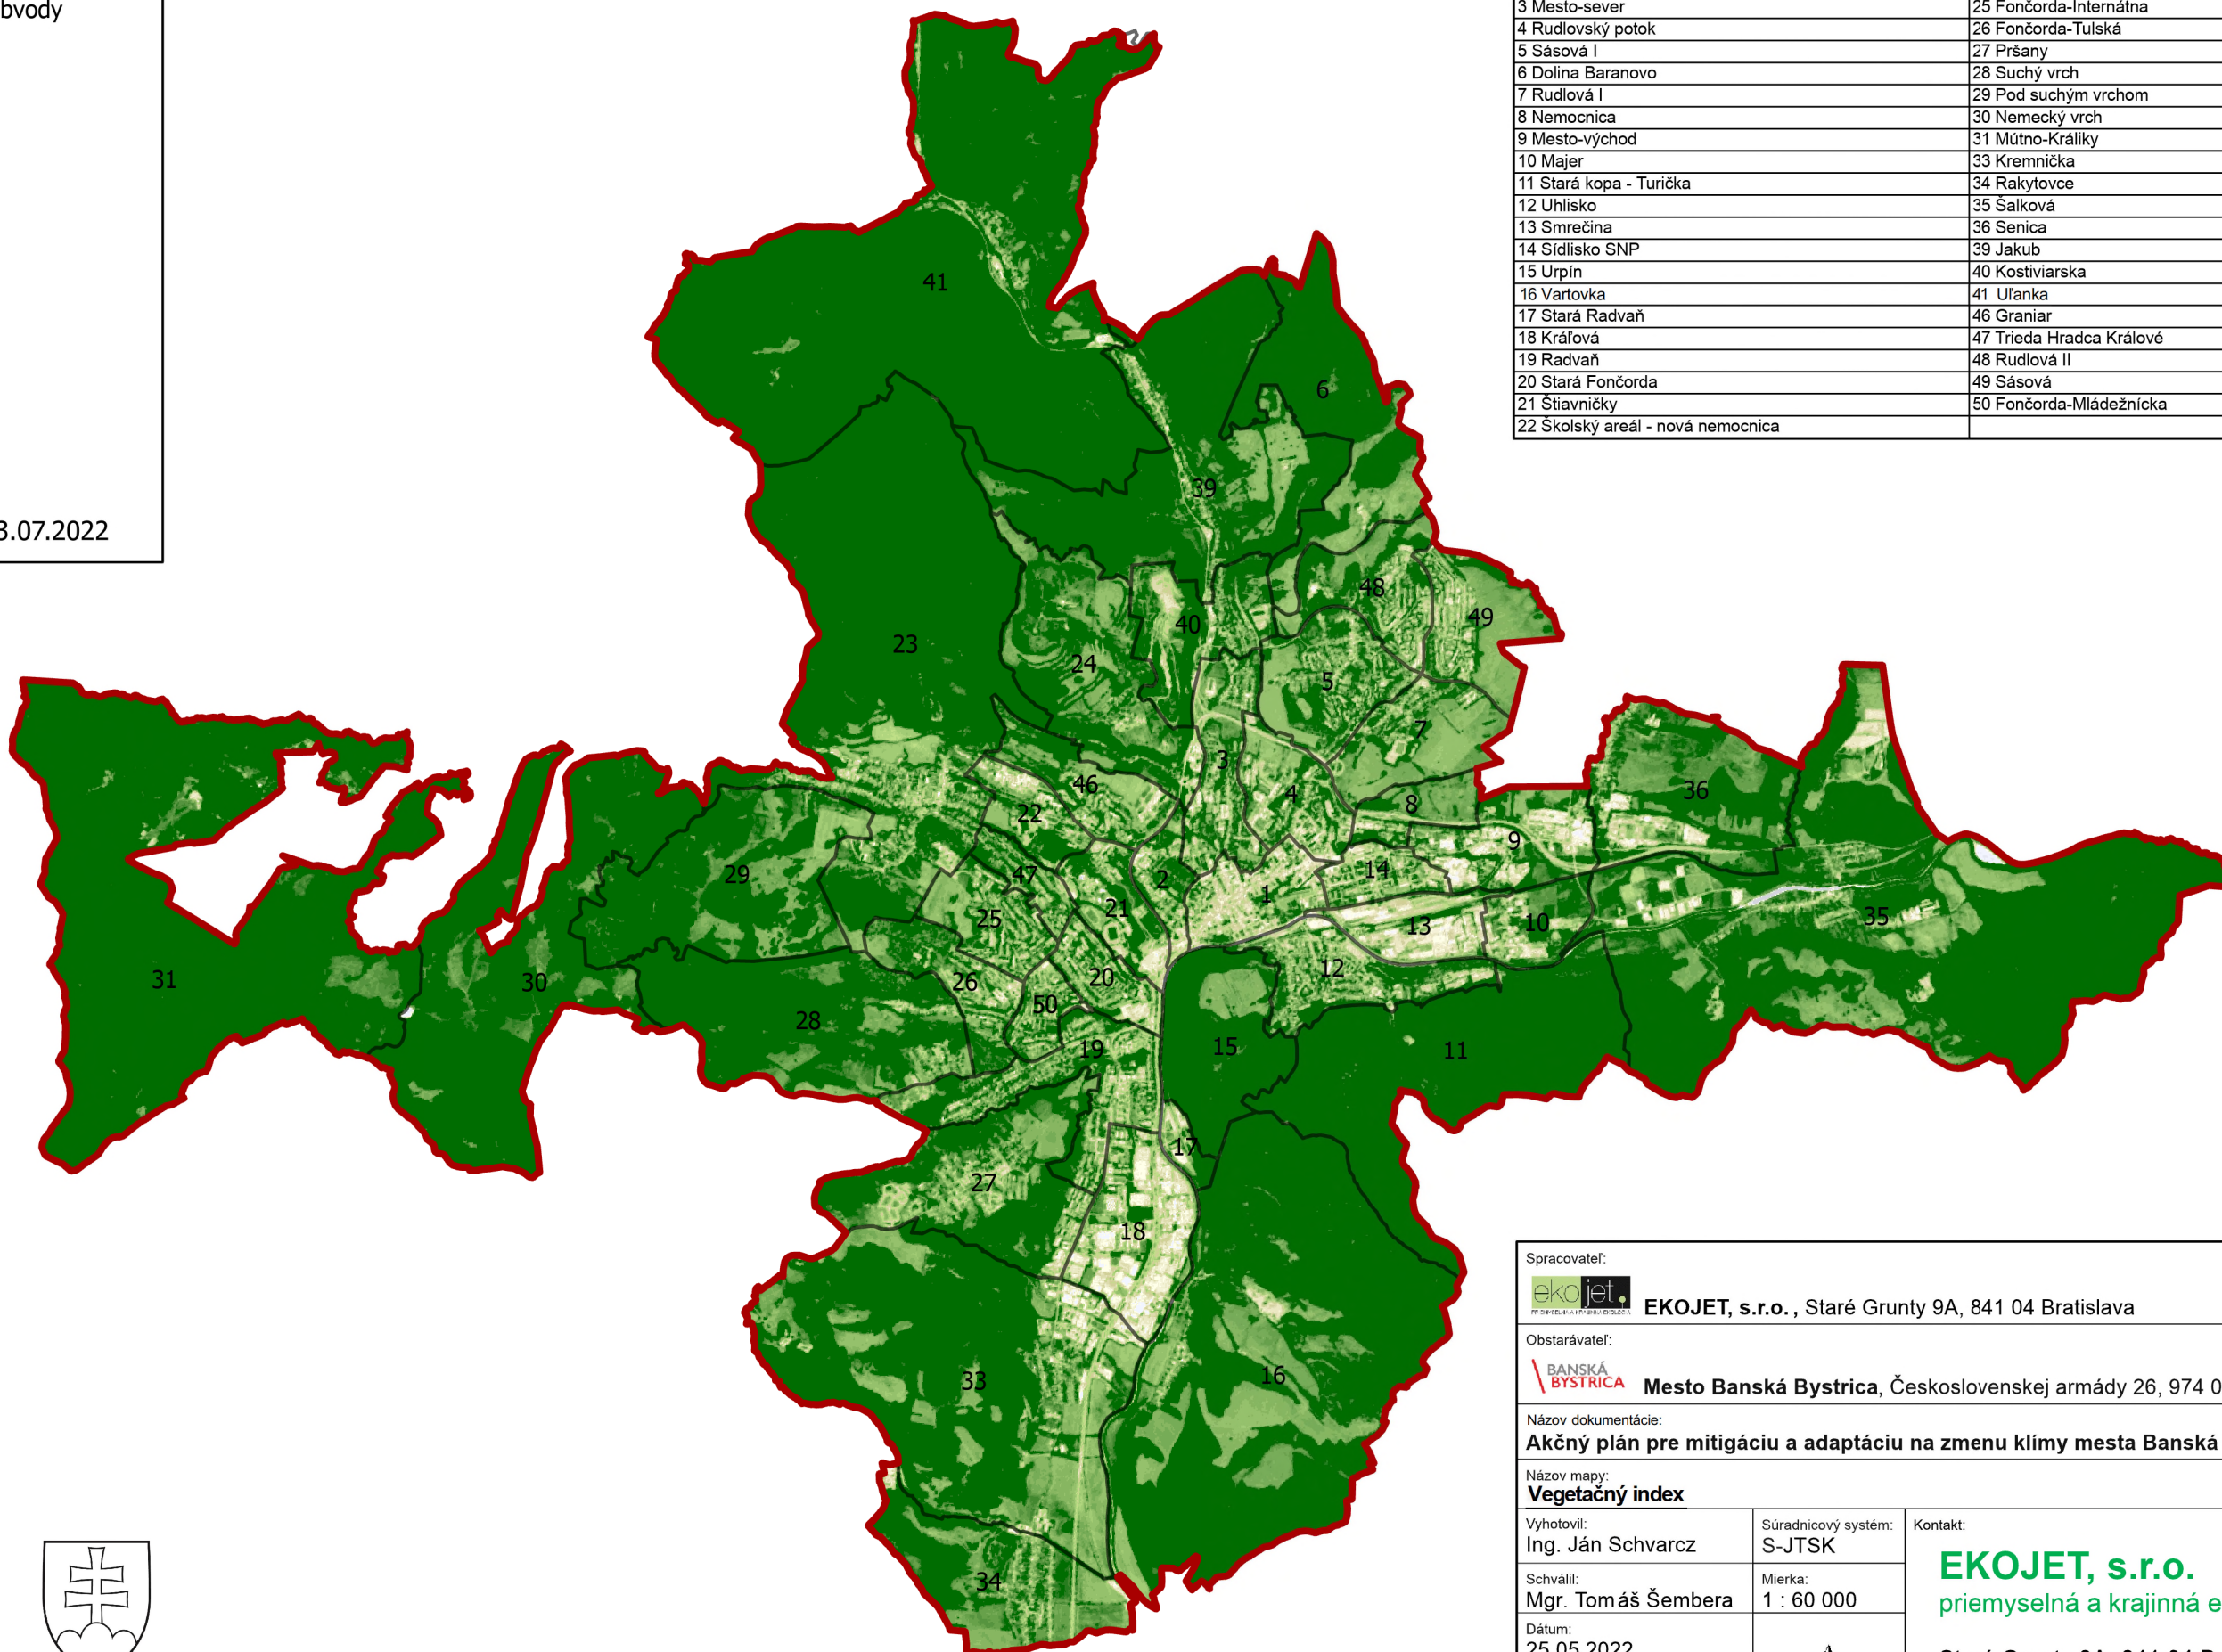 bvody
3.07.2022
3 Mesto-sever
25 Fončorda-Internátna
4 Rudlovský potok
26 Fončorda-Tulská
5 Sásová I
27 Pršany
6 Dolina Baranovo
28 Suchý vrch
7 Rudlová I
29 Pod suchým vrchom
8 Nemocnica
30 Nemecký vrch
9 Mesto-východ
31 Mútno-Králiky
10 Majer
33 Kremnička
11 Stará kopa - Turička
34 Rakytovce
12 Uhlisko
35 Šalková
13 Smrečina
36 Senica
14 Sídlisko SNP
39 Jakub
15 Urpín
40 Kostiviarska
16 Vartovka
41 Uľanka
17 Stará Radvaň
46 Graniar
18 Kráľová
47 Trieda Hradca Králové
19 Radvaň
48 Rudlová II
20 Stará Fončorda
49 Sásová
21 Štiavničky
50 Fončorda-Mládežnícka
22 Školský areál - nová nemocnica
41
6
39
48
49
40
23
24
5
7
3
46
4
36
8
22
9
29
47
14
2
1
21
25
35
13
10
12
31
30
26
20
50
28
19
15
11
17
27
18
16
33
34
Spracovateľ:
ekojet.
EKOJET, s.r.o., Staré Grunty 9A, 841 04 Bratislava
Obstarávateľ:
BANSKÁ
BYSTRICA
Mesto Banská Bystrica, Československej armády 26, 974 0
Názov dokumentácie:
Akčný plán pre mitigáciu a adaptáciu na zmenu klímy mesta Banská
Názov mapy:
Vegetačný index
Vyhotovil:
Ing. Ján Schvarcz
Súradnicový systém:
S-JTSK
Kontakt:
Schválil:
Mgr. Tomáš Šembera
Mierka:
1 : 60 000
EKOJET, s.r.o.
priemyselná a krajinná e
Dátum:
25.05.2022